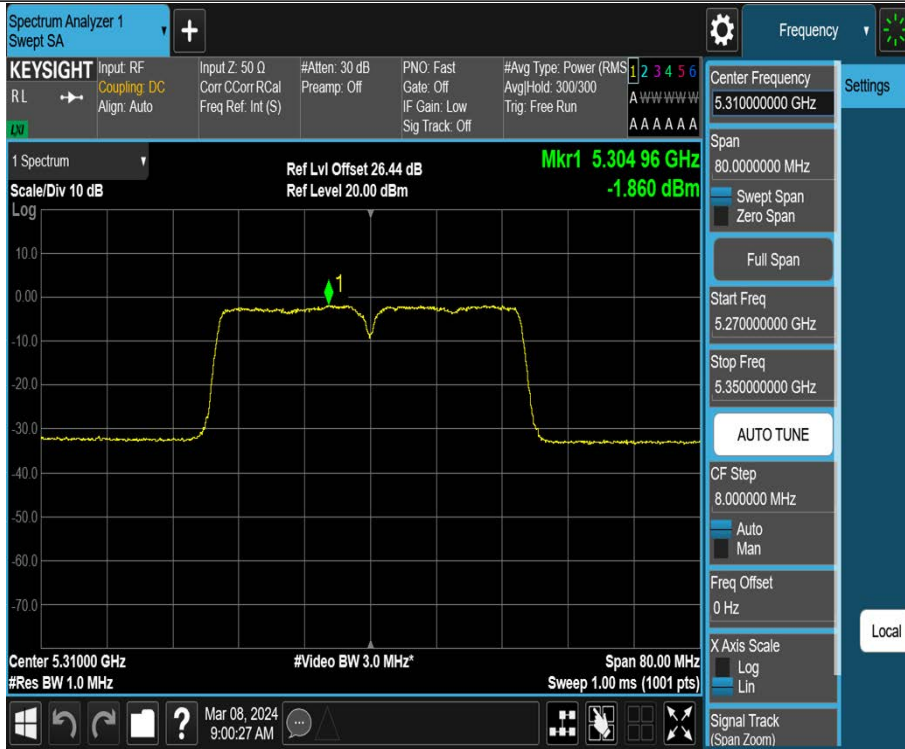 Spectrum Analyzer 1
Swept SA
+
Frequency
KEYSIGHT
RL
LXI
Input: RF
Coupling: DC
Align: Auto
Input Z: 50 Ω
Corr CCorr RCal
Freq Ref: Int (S)
#Atten: 30 dB
Preamp: Off
PNO: Fast
Gate: Off
IF Gain: Low
Sig Track: Off
#Avg Type: Power (RMS
Avg|Hold: 300/300
Trig: Free Run
1 2 3 4 5 6
A W W W W W
A A A A A A
1 Spectrum
Scale/Div 10 dB
Ref Lvl Offset 26.44 dB
Ref Level 20.00 dBm
Mkr1 5.304 96 GHz
-1.860 dBm
Log
10.0
0.00
-10.0
-20.0
-30.0
-40.0
-50.0
-60.0
-70.0
1
Center 5.31000 GHz
#Res BW 1.0 MHz
#Video BW 3.0 MHz*
Span 80.00 MHz
Sweep 1.00 ms (1001 pts)
Center Frequency
5.310000000 GHz
Settings
Span
80.0000000 MHz
Swept Span
Zero Span
Full Span
Start Freq
5.270000000 GHz
Stop Freq
5.350000000 GHz
AUTO TUNE
CF Step
8.000000 MHz
Auto
Man
Freq Offset
0 Hz
X Axis Scale
Log
Lin
Signal Track
(Span Zoom)
Local
?
Mar 08, 2024
9:00:27 AM